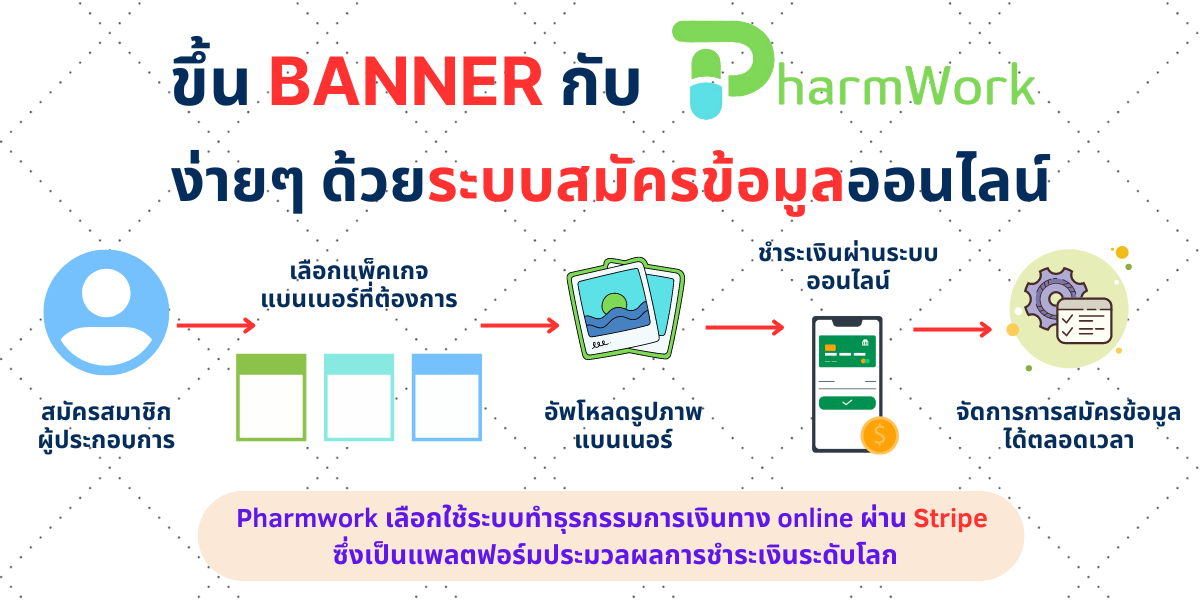 ขึ้น BANNER กับ PharmWork
ง่ายๆ ด้วยระบบสมัครข้อมูลออนไลน์
สมัครสมาชิก
ผู้ประกอบการ
เลือกแพ็คเกจ
แบนเนอร์ที่ต้องการ
อัพโหลดรูปภาพ
แบนเนอร์
ชำระเงินผ่านระบบ
ออนไลน์
จัดการการสมัครข้อมูล
ได้ตลอดเวลา
Pharmwork เลือกใช้ระบบทำธุรกรรมการเงินทาง online ผ่าน Stripe
ซึ่งเป็นแพลตฟอร์มประมวลผลการชำระเงินระดับโลก